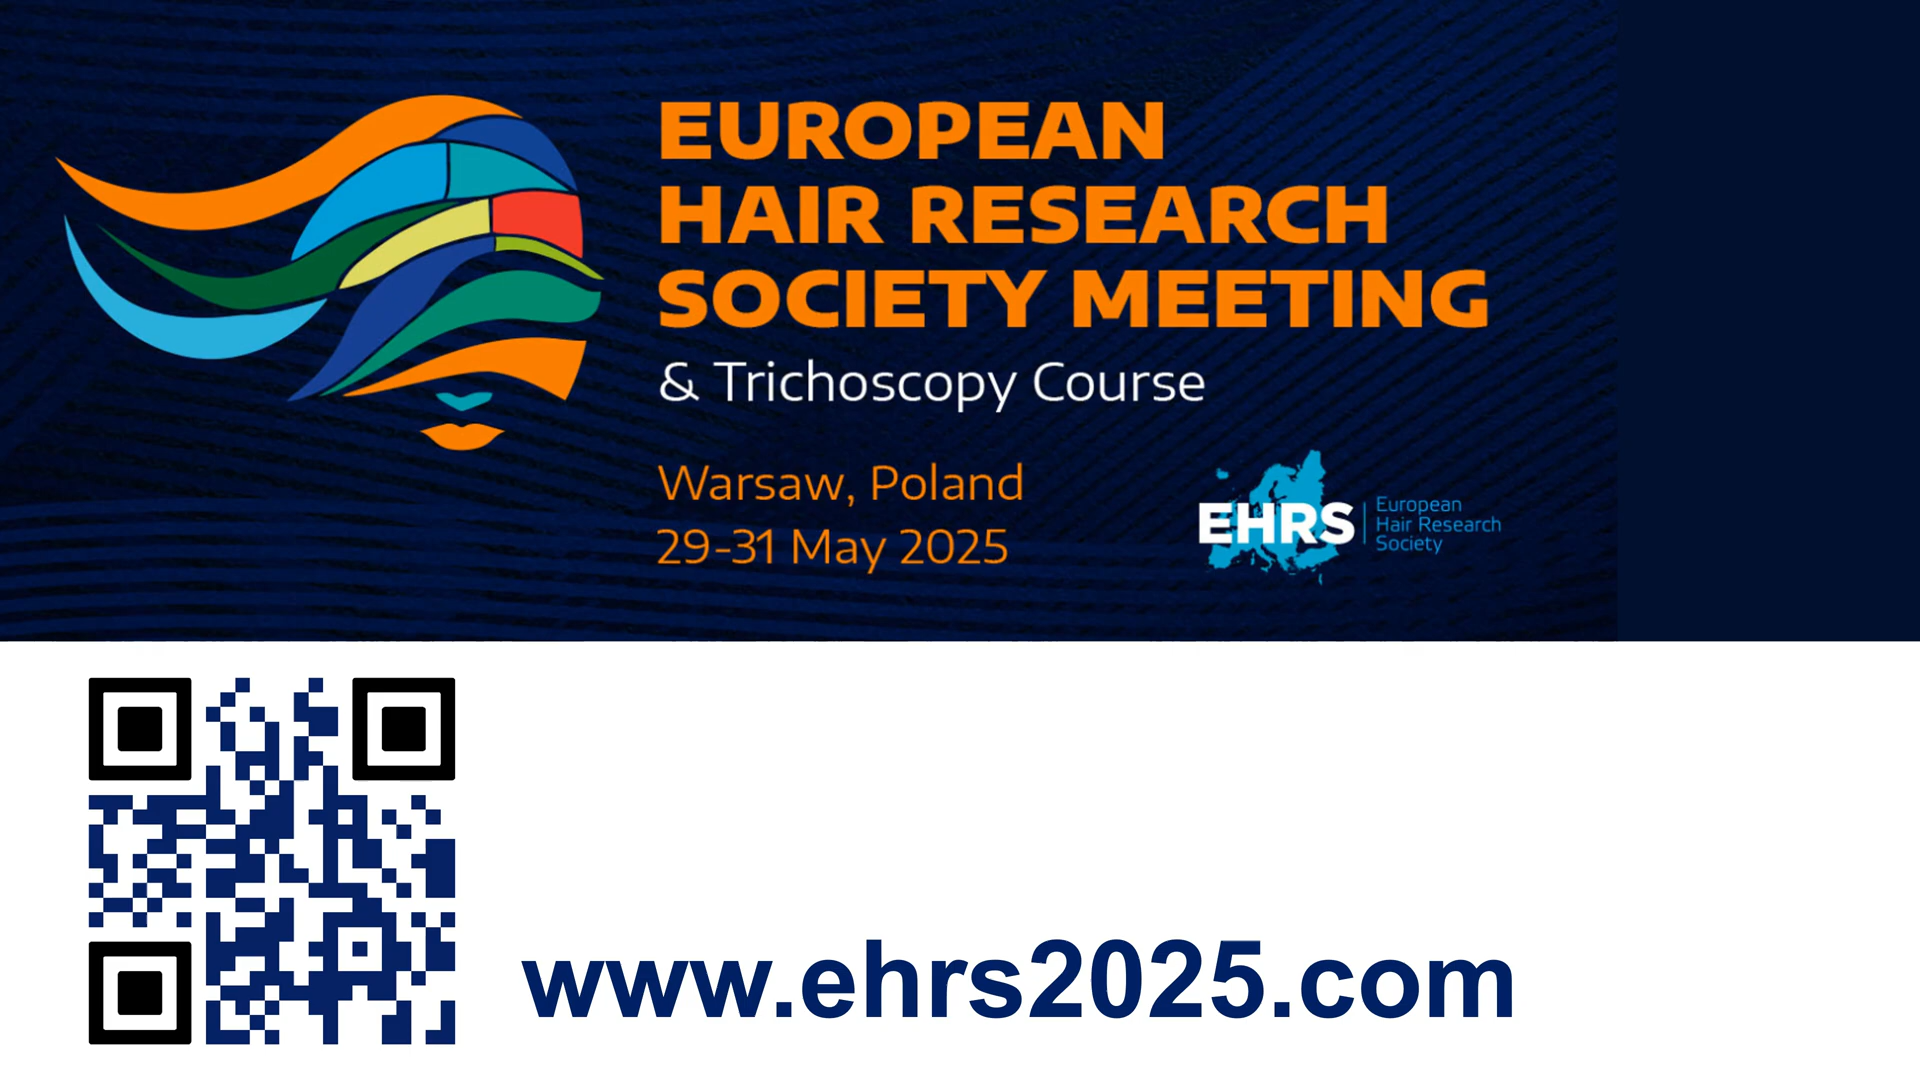 EUROPEAN
HAIR RESEARCH
SOCIETY MEETING
& Trichoscopy Course
Warsaw, Poland
29-31 May 2025
EHRS
European
Hair Research
Society
www.ehrs2025.com